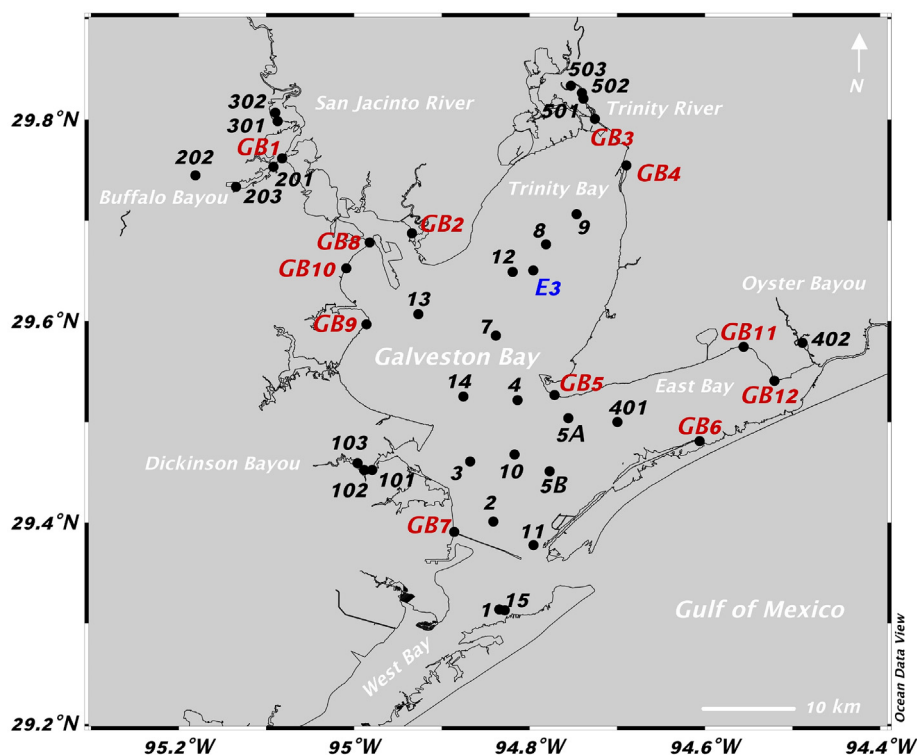 503
502
29.8°N
302
San Jacinto River
501
Trinity River
N
301
GB1
GB3
202
201
GB4
Buffalo Bayou
203
Trinity Bay
GB8
GB2
8
9
GB10
12
E3
Oyster Bayou
13
29.6°N
GB9
7
GB11
402
Galveston Bay
14
4
GB5
East Bay
GB12
401
5A
GB6
103
Dickinson Bayou
3
10
102
101
5B
2
29.4°N
GB7
11
1
15
Gulf of Mexico
West Bay
10 km
Ocean Data View
29.2°N
95.2°W
95°W
94.8°W
94.6°W
94.4°W